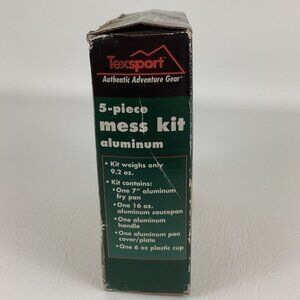 Texsport
Authentic Adventure Gear
5-piece
mess kit
aluminum
• Kit weighs only
9.2 oz.
• Kit contains:
•One 7" aluminum
fry pan
•One 16 oz.
aluminum saucepan
•One aluminum
handle
•One aluminum pan
cover/plate
•One 6 oz plastic cup